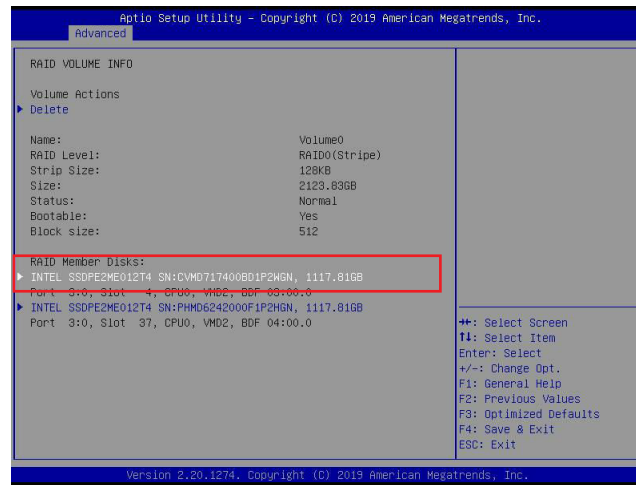 Aptio Setup Utility – Copyright (C) 2019 American Megatrends, Inc.
Advanced
RAID VOLUME INFO
Volume Actions
Delete
Name: Volume0
RAID Level: RAID0(Stripe)
Strip Size: 128KB
Size: 2123.83GB
Status: Normal
Bootable: Yes
Block size: 512
RAID Member Disks:
INTEL SSDPE2ME012T4 SN:CVMD717400BD1P2WGN, 1117.81GB
Port 3:0, Slot 4, CPU0, VMD2, BDF 03:00.0
INTEL SSDPE2ME012T4 SN:PHMD6242000F1P2HGN, 1117.81GB
Port 3:0, Slot 37, CPU0, VMD2, BDF 04:00.0
→←: Select Screen
↑↓: Select Item
Enter: Select
+/-: Change Opt.
F1: General Help
F2: Previous Values
F3: Optimized Defaults
F4: Save & Exit
ESC: Exit
Version 2.20.1274. Copyright (C) 2019 American Megatrends, Inc.